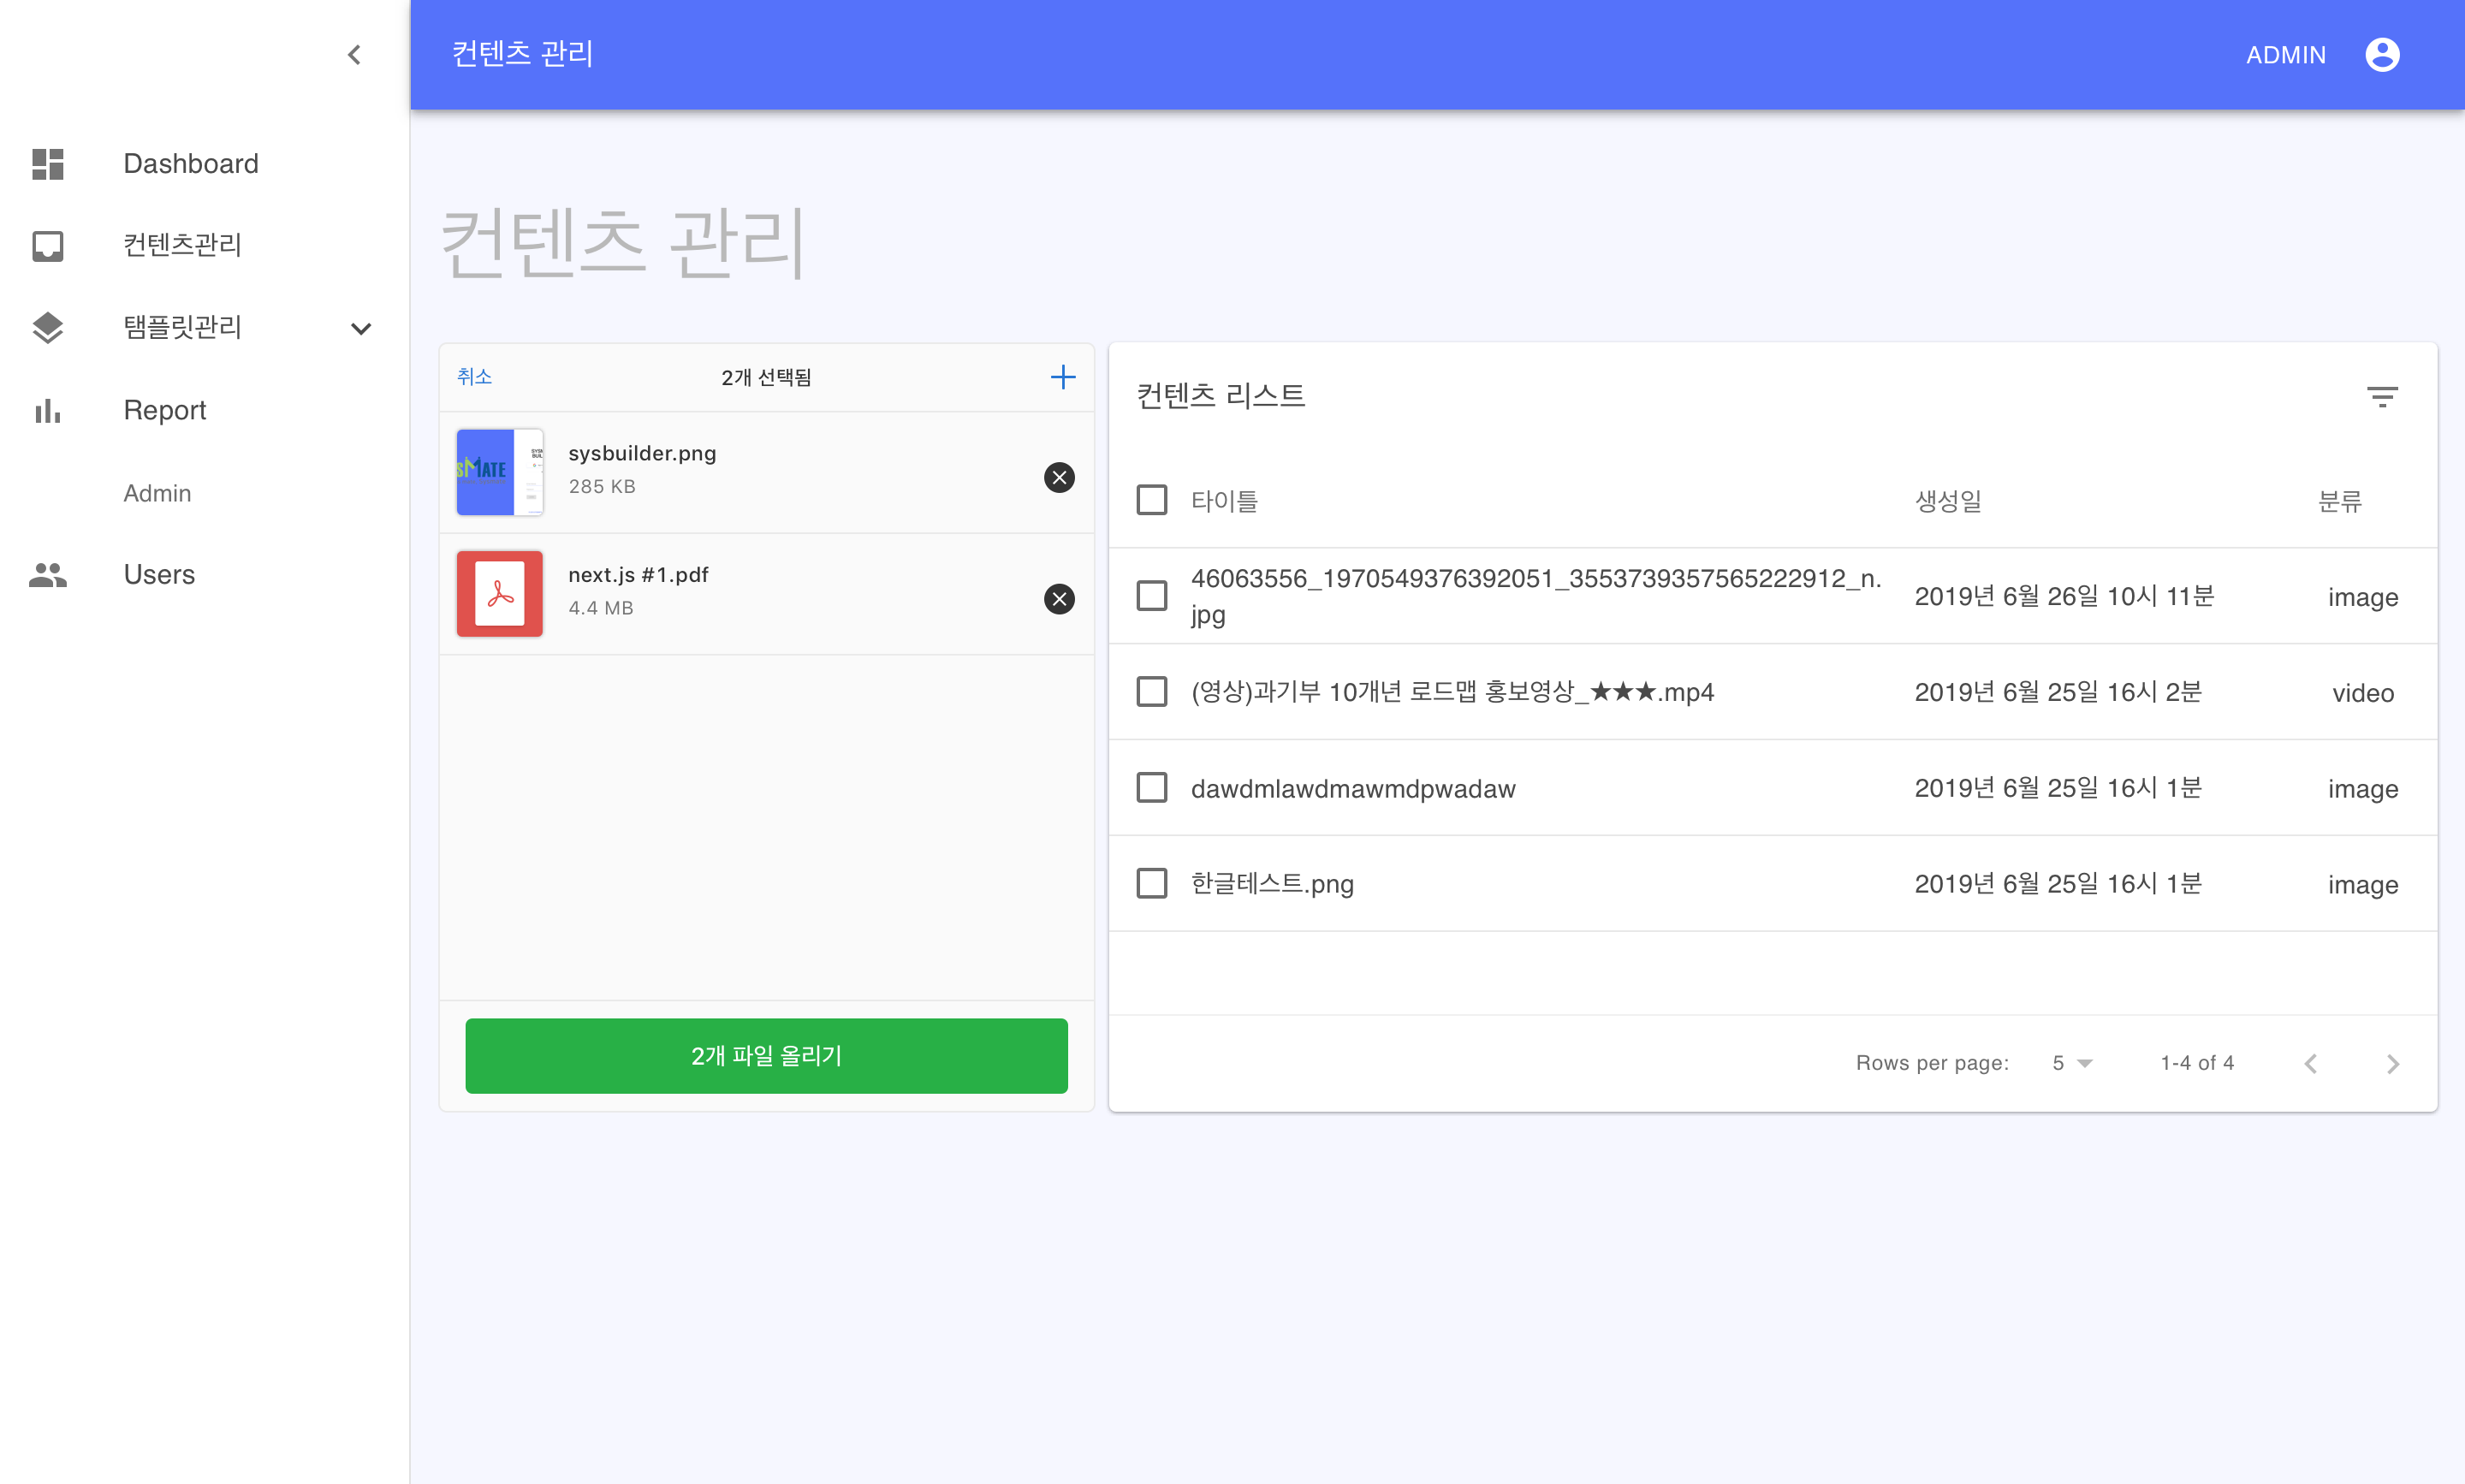 컨텐츠 관리
ADMIN
Dashboard
컨텐츠관리
탬플릿관리
Report
Admin
Users
컨텐츠 관리
취소
2개 선택됨
sMATE
sysbuilder.png
285 KB
next.js #1.pdf
4.4 MB
2개 파일 올리기
컨텐츠 리스트
타이틀 생성일 분류
46063556_1970549376392051_3553739357565222912_n.
jpg
2019년 6월 26일 10시 11분 image
(영상)과기부 10개년 로드맵 홍보영상_★★★.mp4 2019년 6월 25일 16시 2분 video
dawdmlawdmawmdpwadaw 2019년 6월 25일 16시 1분 image
한글테스트.png 2019년 6월 25일 16시 1분 image
Rows per page: 5 1-4 of 4